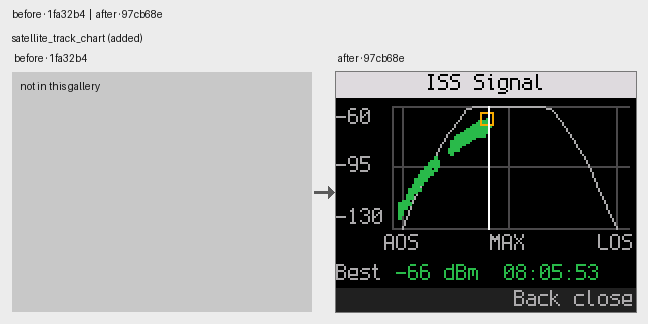 before · 1fa32b4 | after · 97cb68e
satellite_track_chart (added)
before · 1fa32b4
after · 97cb68e
not in this gallery
ISS Signal
-60
-95
-130
AOS MAX LOS
Best -66 dBm 08:05:53
Back close